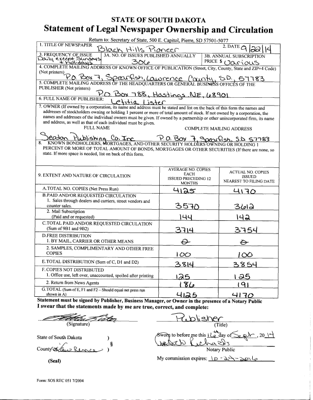 STATE OF SOUTH DAKOTA
Statement of Legal Newspaper Ownership and Circulation
Return to: Secretary of State, 500 E. Capitol, Pierre, SD 57501-5077
1. TITLE OF NEWSPAPER Black Hills Pioneer 2. DATE 9/22/14
3. FREQUENCY OF ISSUE Daily except Sundays & Holidays
3A. NO. OF ISSUES PUBLISHED ANNUALLY 306
3B. ANNUAL SUBSCRIPTION PRICE $ Various
4. COMPLETE MAILING ADDRESS OF KNOWN OFFICE OF PUBLICATION (Street, City, County, State and ZIP+4 Code) (Not printers)
PO Box 7, Spearfish, Lawrence County, SD, 57783
5. COMPLETE MAILING ADDRESS OF THE HEADQUARTERS OR GENERAL BUSINESS OFFICES OF THE PUBLISHER (Not printers)
PO Box 788, Hastings, NE, 68901
6. FULL NAME OF PUBLISHER:
Letitia Lister
7. OWNER (If owned by a corporation, its name and address must be stated and list on the back of this form the names and
addresses of stockholders owning or holding 1 percent or more of total amount of stock. If not owned by a corporation, the
names and addresses of the individual owners must be given. If owned by a partnership or other unincorporated firm, its name
and address, as well as that of each individual must be given.
FULL NAME COMPLETE MAILING ADDRESS
Seaton Publishing Co. Inc PO Box 7, Spearfish, SD 57783
8. KNOWN BONDHOLDERS, MORTGAGES, AND OTHER SECURITY HOLDERS OWNING OR HOLDING 1
PERCENT OR MORE OF TOTAL AMOUNT OF BONDS, MORTGAGES OR OTHER SECURITIES (If there are none, so
state. If more space is needed, list on back of this form.
9. EXTENT AND NATURE OF CIRCULATION
AVERAGE NO. COPIES EACH ISSUED PRECEEDING 12 MONTHS
ACTUAL NO. COPIES ISSUED NEAREST TO FILING DATE
A. TOTAL NO. COPIES (Net Press Run) 4125 4170
B. PAID AND/OR REQUESTED CIRCULATION
1. Sales through dealers and carriers, street vendors and counter sales. 3570 3612
2. Mail Subscription (Paid and or requested) 144 142
C. TOTAL PAID AND/OR REQUESTED CIRCULATION (Sum of 9B1 and 9B2) 3714 3754
D. FREE DISTRIBUTION
1. BY MAIL, CARRIER OR OTHER MEANS
2. SAMPLES, COMPLIMENTARY AND OTHER FREE COPIES 100 100
E. TOTAL DISTRIBUTION (Sum of C, D1 and D2) 3814 3854
F. COPIES NOT DISTRIBUTED
1. Office use, left over, unaccounted, spoiled after printing 125 125
2. Return from News Agents 186 191
G. TOTAL (Sum of E, F1 and F2 - Should equal net press run shown in A) 4125 4170
Statement must be signed by Publisher, Business Manager, or Owner in the presence of a Notary Public
I swear that the statements made by me are true, correct, and complete:
Publisher
(Signature) (Title)
State of South Dakota )
County of Lawrence )
Sworn to before me this 16 day of Sept. 2014
Notary Public
(Seal)
My commission expires: 10-29-2016
Form: SOS REC 051 7/2004